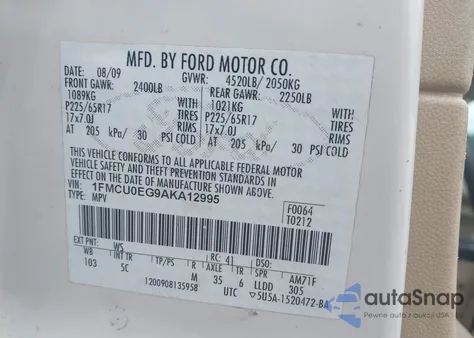 MFD. BY FORD MOTOR CO.
DATE: 08/09 GVWR: 4520LB/ 2050KG
FRONT GAWR: 2400LB REAR GAWR: 2250LB
1089KG WITH 1021KG WITH
P225/65R17 TIRES P225/65R17 TIRES
17x7.0J RIMS 17x7.0J RIMS
AT 205 kPa/ 30 PSI COLD AT 205 kPa/ 30 PSI COLD
THIS VEHICLE CONFORMS TO ALL APPLICABLE FEDERAL MOTOR
VEHICLE SAFETY AND THEFT PREVENTION STANDARDS IN
EFFECT ON THE DATE OF MANUFACTURE SHOWN ABOVE.
VIN: 1FMCU0EG9AKA12995
TYPE: MPV
F0064
T0212
EXT PNT: WS RC: 41 DSO:
WB INT TR TP/PS R AXLE TR SPR AM71F
103 5C M 35 6 LLDD 305
1200908135958 UTC ▽5U5A-1520472-BA
autoSnap
Pewne auta z USA